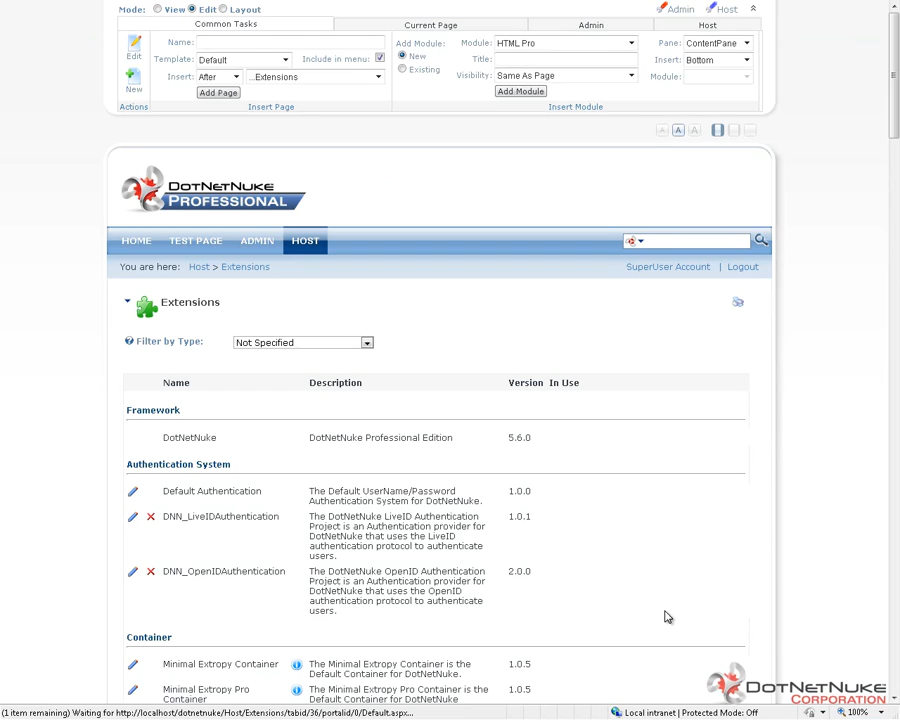 Mode: View Edit Layout Admin Host
Common Tasks Current Page Admin Host
Edit New Actions
Name:
Template: Default Include in menu:
Insert: After ...Extensions
Add Page
Insert Page
Add Module: New Existing
Module: HTML Pro Pane: ContentPane
Title: Insert: Bottom
Visibility: Same As Page Module:
Add Module
Insert Module
A A A
DOTNETNUKE
PROFESSIONAL
HOME TEST PAGE ADMIN HOST
You are here: Host > Extensions SuperUser Account | Logout
Extensions
Filter by Type: Not Specified
Name Description Version In Use
Framework
DotNetNuke DotNetNuke Professional Edition 5.6.0
Authentication System
Default Authentication The Default UserName/Password 1.0.0
Authentication System for DotNetNuke.
DNN_LiveIDAuthentication The DotNetNuke LiveID Authentication 1.0.1
Project is an Authentication provider for
DotNetNuke that uses the LiveID
authentication protocol to authenticate
users.
DNN_OpenIDAuthentication The DotNetNuke OpenID Authentication 2.0.0
Project is an Authentication provider for
DotNetNuke that uses the OpenID
authentication protocol to authenticate
users.
Container
Minimal Extropy Container The Minimal Extropy Container is the 1.0.5
Default Container for DotNetNuke.
Minimal Extropy Pro The Minimal Extropy Pro Container is the 1.0.5
Container Default Container for DotNetNuke
DOTNETNUKE
CORPORATION
(1 item remaining) Waiting for http://localhost/dotnetnuke/Host/Extensions/tabid/36/portalid/0/Default.aspx... Local intranet | Protected Mode: Off 100%